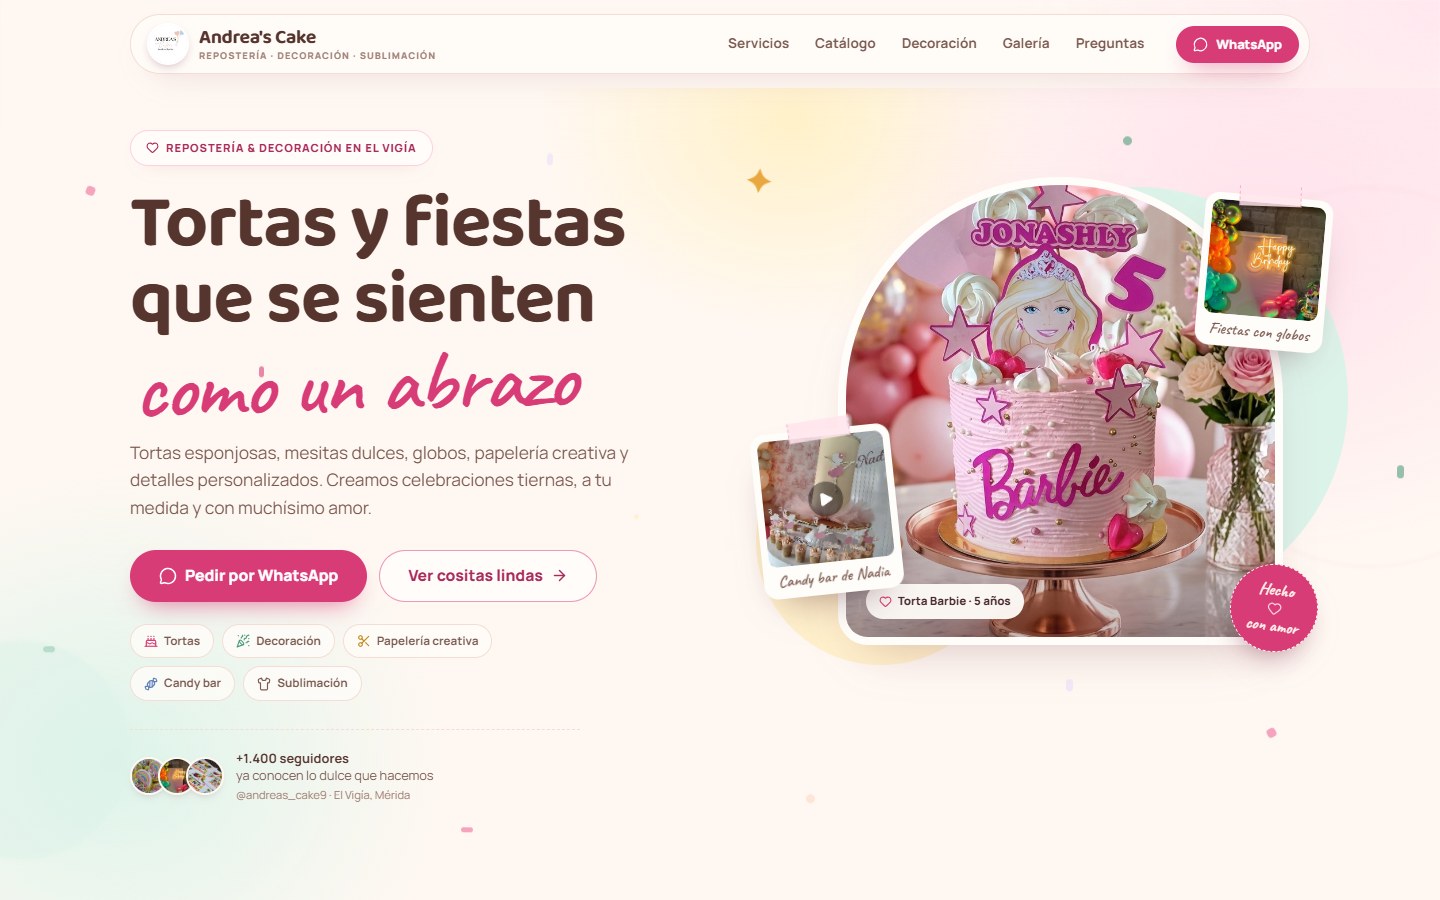 Andrea's Cake
REPOSTERÍA · DECORACIÓN · SUBLIMACIÓN
Servicios
Catálogo
Decoración
Galería
Preguntas
WhatsApp
REPOSTERÍA & DECORACIÓN EN EL VIGÍA
Tortas y fiestas
que se sienten
como un abrazo
Tortas esponjosas, mesitas dulces, globos, papelería creativa y
detalles personalizados. Creamos celebraciones tiernas, a tu
medida y con muchísimo amor.
Pedir por WhatsApp
Ver cositas lindas
Tortas
Decoración
Papelería creativa
Candy bar
Sublimación
+1.400 seguidores
ya conocen lo dulce que hacemos
@andreas_cake9 · El Vigía, Mérida
JONASHLY
5
Barbie
Happy
Birthday
Fiestas con globos
Candy bar de Nadia
Torta Barbie · 5 años
Hecho
con amor